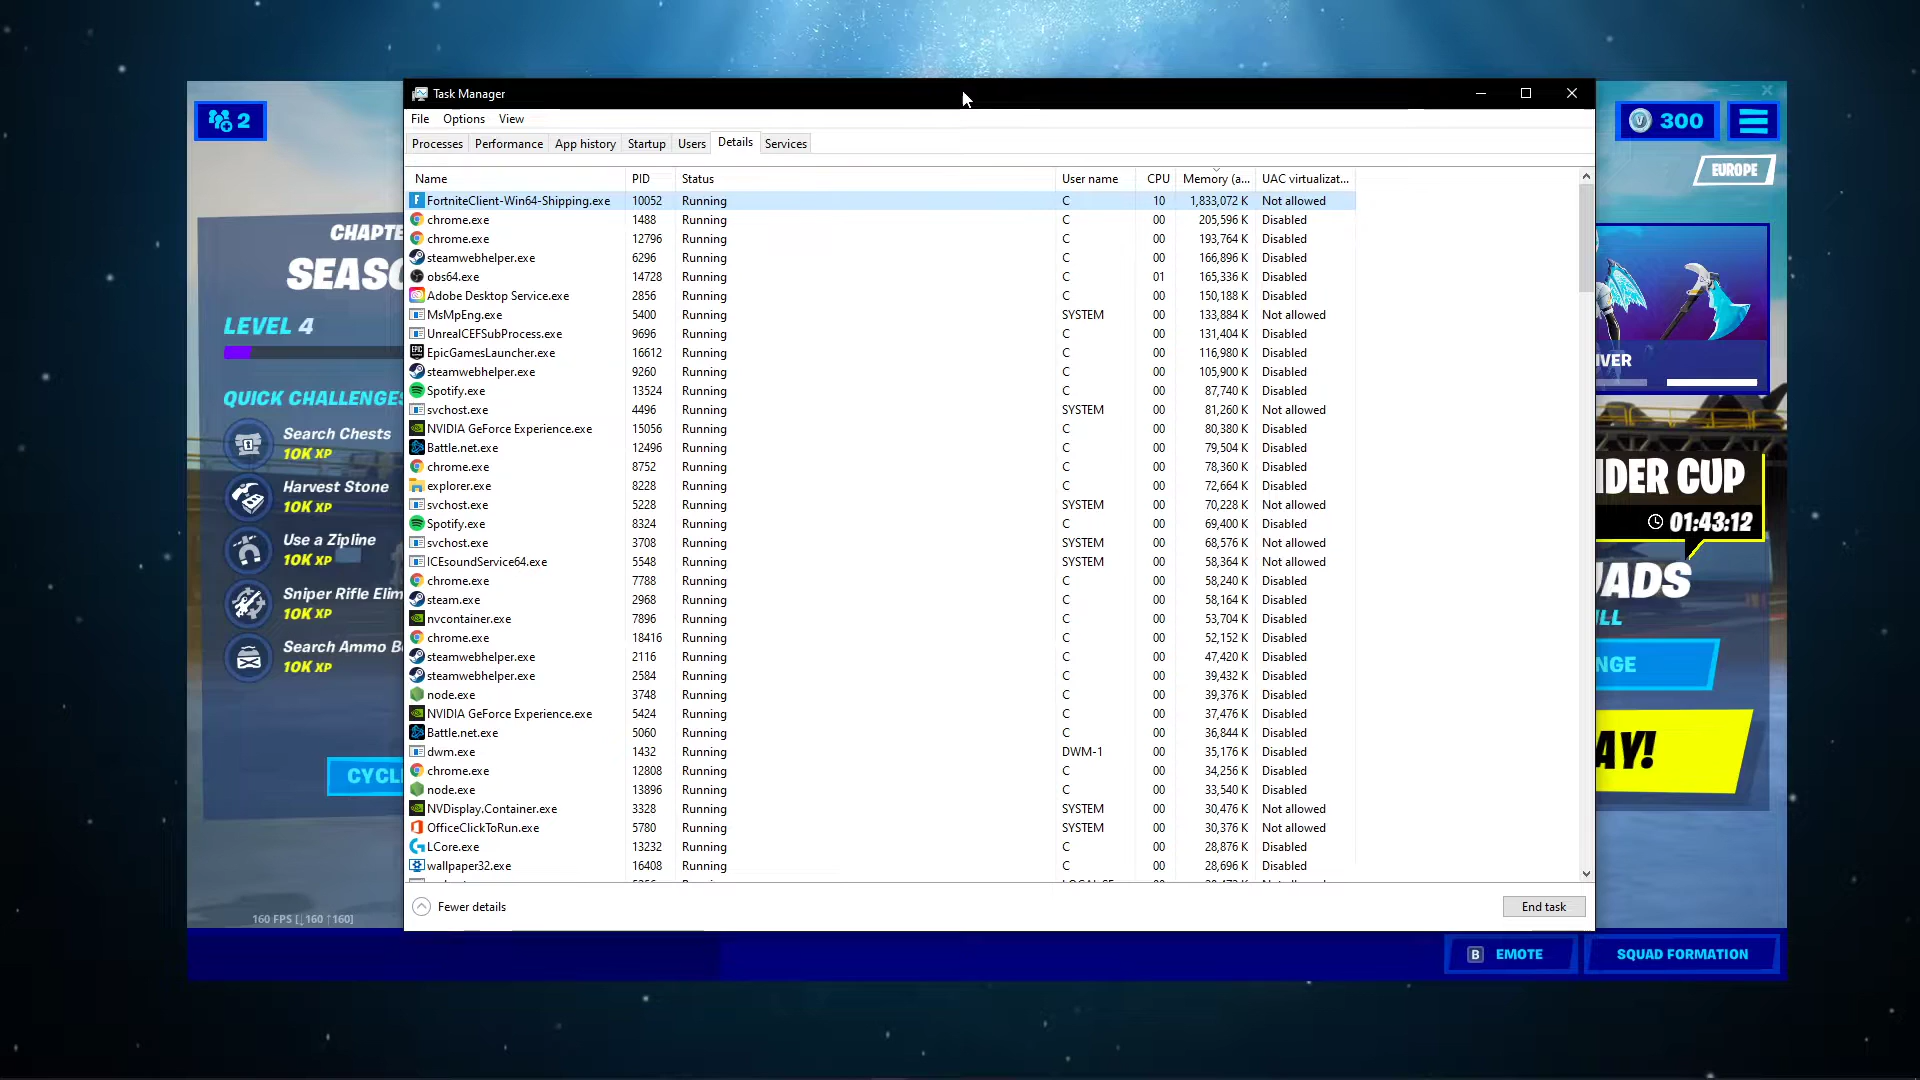 Task Manager
File Options View
Processes Performance App history Startup Users Details Services
Name PID Status User name CPU Memory (a... UAC virtualizat...
FortniteClient-Win64-Shipping.exe 10052 Running C 10 1,833,072 K Not allowed
chrome.exe 1488 Running C 00 205,596 K Disabled
chrome.exe 12796 Running C 00 193,764 K Disabled
steamwebhelper.exe 6296 Running C 00 166,896 K Disabled
obs64.exe 14728 Running C 01 165,336 K Disabled
Adobe Desktop Service.exe 2856 Running C 00 150,188 K Disabled
MsMpEng.exe 5400 Running SYSTEM 00 133,884 K Not allowed
UnrealCEFSubProcess.exe 9696 Running C 00 131,404 K Disabled
EpicGamesLauncher.exe 16612 Running C 00 116,980 K Disabled
steamwebhelper.exe 9260 Running C 00 105,900 K Disabled
Spotify.exe 13524 Running C 00 87,740 K Disabled
svchost.exe 4496 Running SYSTEM 00 81,260 K Not allowed
NVIDIA GeForce Experience.exe 15056 Running C 00 80,380 K Disabled
Battle.net.exe 12496 Running C 00 79,504 K Disabled
chrome.exe 8752 Running C 00 78,360 K Disabled
explorer.exe 8228 Running C 00 72,664 K Disabled
svchost.exe 5228 Running SYSTEM 00 70,228 K Not allowed
Spotify.exe 8324 Running C 00 69,400 K Disabled
svchost.exe 3708 Running SYSTEM 00 68,576 K Not allowed
ICEsoundService64.exe 5548 Running SYSTEM 00 58,364 K Not allowed
chrome.exe 7788 Running C 00 58,240 K Disabled
steam.exe 2968 Running C 00 58,164 K Disabled
nvcontainer.exe 7896 Running C 00 53,704 K Disabled
chrome.exe 18416 Running C 00 52,152 K Disabled
steamwebhelper.exe 2116 Running C 00 47,420 K Disabled
steamwebhelper.exe 2584 Running C 00 39,432 K Disabled
node.exe 3748 Running C 00 39,376 K Disabled
NVIDIA GeForce Experience.exe 5424 Running C 00 37,476 K Disabled
Battle.net.exe 5060 Running C 00 36,844 K Disabled
dwm.exe 1432 Running DWM-1 00 35,176 K Disabled
chrome.exe 12808 Running C 00 34,256 K Disabled
node.exe 13896 Running C 00 33,540 K Disabled
NVDisplay.Container.exe 3328 Running SYSTEM 00 30,476 K Not allowed
OfficeClickToRun.exe 5780 Running SYSTEM 00 30,376 K Not allowed
LCore.exe 13232 Running C 00 28,876 K Disabled
wallpaper32.exe 16408 Running C 00 28,696 K Disabled
Fewer details
End task
2
CHAPTE
SEASO
LEVEL 4
QUICK CHALLENGES
Search Chests
10K XP
Harvest Stone
10K XP
Use a Zipline
10K XP
Sniper Rifle Elim
10K XP
Search Ammo B
10K XP
CYCL
160 FPS [↓160 ↑160]
V 300
EUROPE
IVER
IDER CUP
01:43:12
UADS
ILL
NGE
AY!
B EMOTE
SQUAD FORMATION